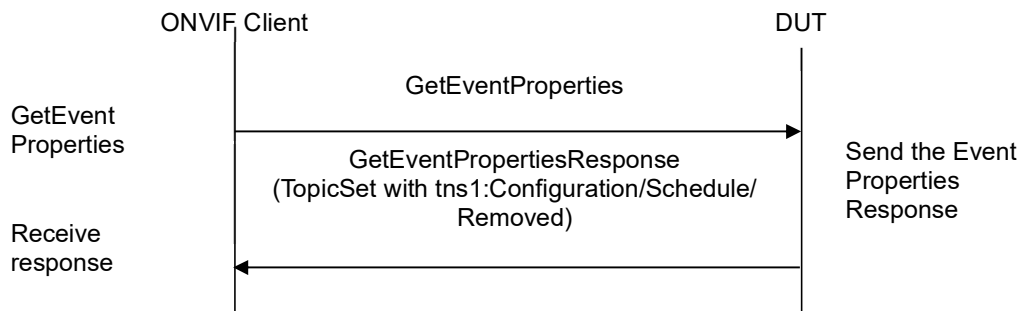 ONVIF Client
DUT
GetEventProperties
GetEvent
Properties
GetEventPropertiesResponse
(TopicSet with tns1:Configuration/Schedule/
Removed)
Send the Event
Properties
Response
Receive
response